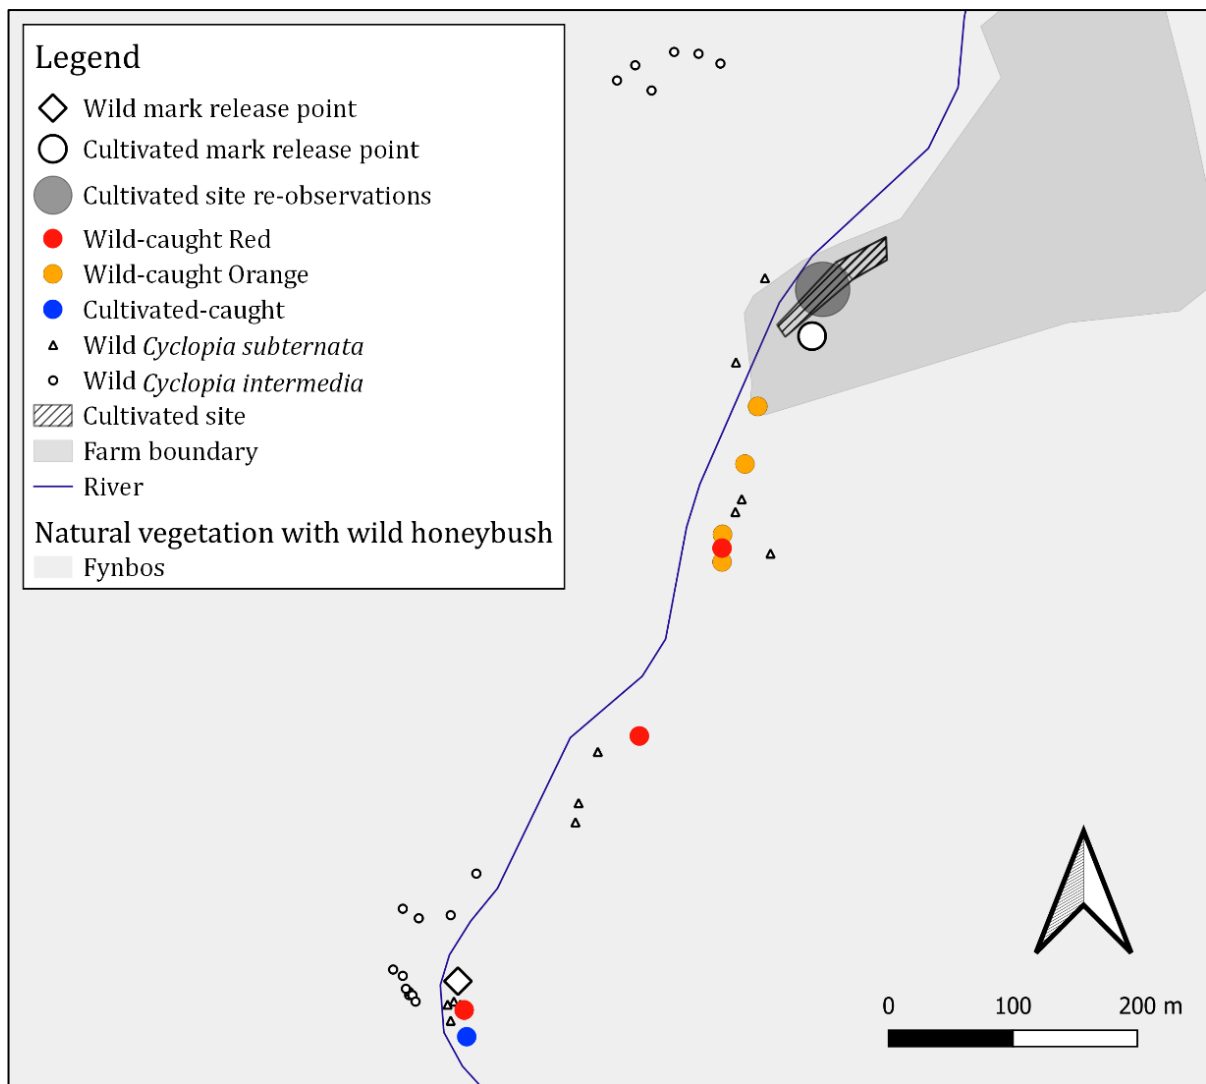 Legend
Wild mark release point
Cultivated mark release point
Cultivated site re-observations
Wild-caught Red
Wild-caught Orange
Cultivated-caught
Wild Cyclopia subternata
Wild Cyclopia intermedia
Cultivated site
Farm boundary
River
Natural vegetation with wild honeybush
Fynbos
0 100 200 m